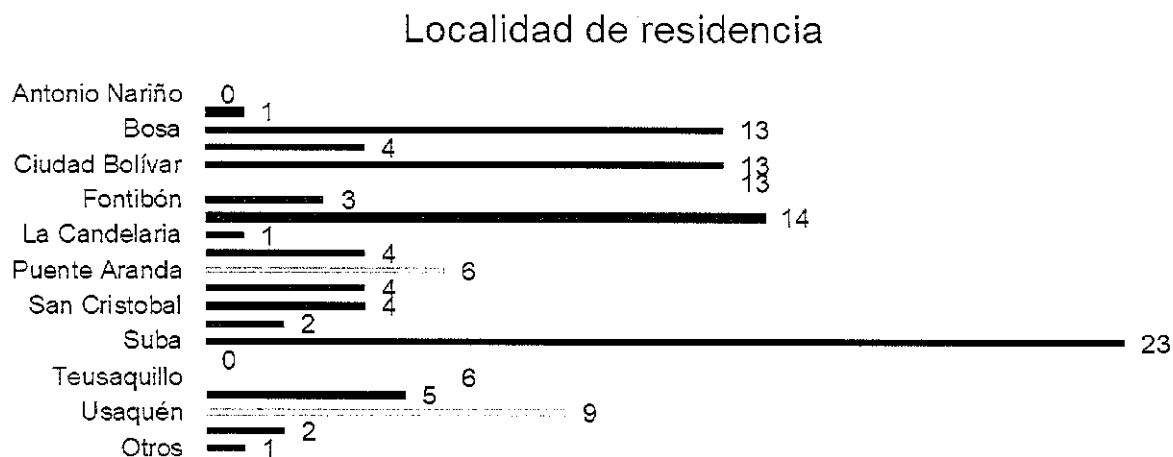 Localidad de residencia
Antonio Nariño 0
1
Bosa 13
4
Ciudad Bolívar 13
13
Fontibón 3
14
La Candelaria 1
4
Puente Aranda 6
4
San Cristobal 4
2
Suba 23
0
Teusaquillo 6
5
Usaquén 9
2
Otros 1